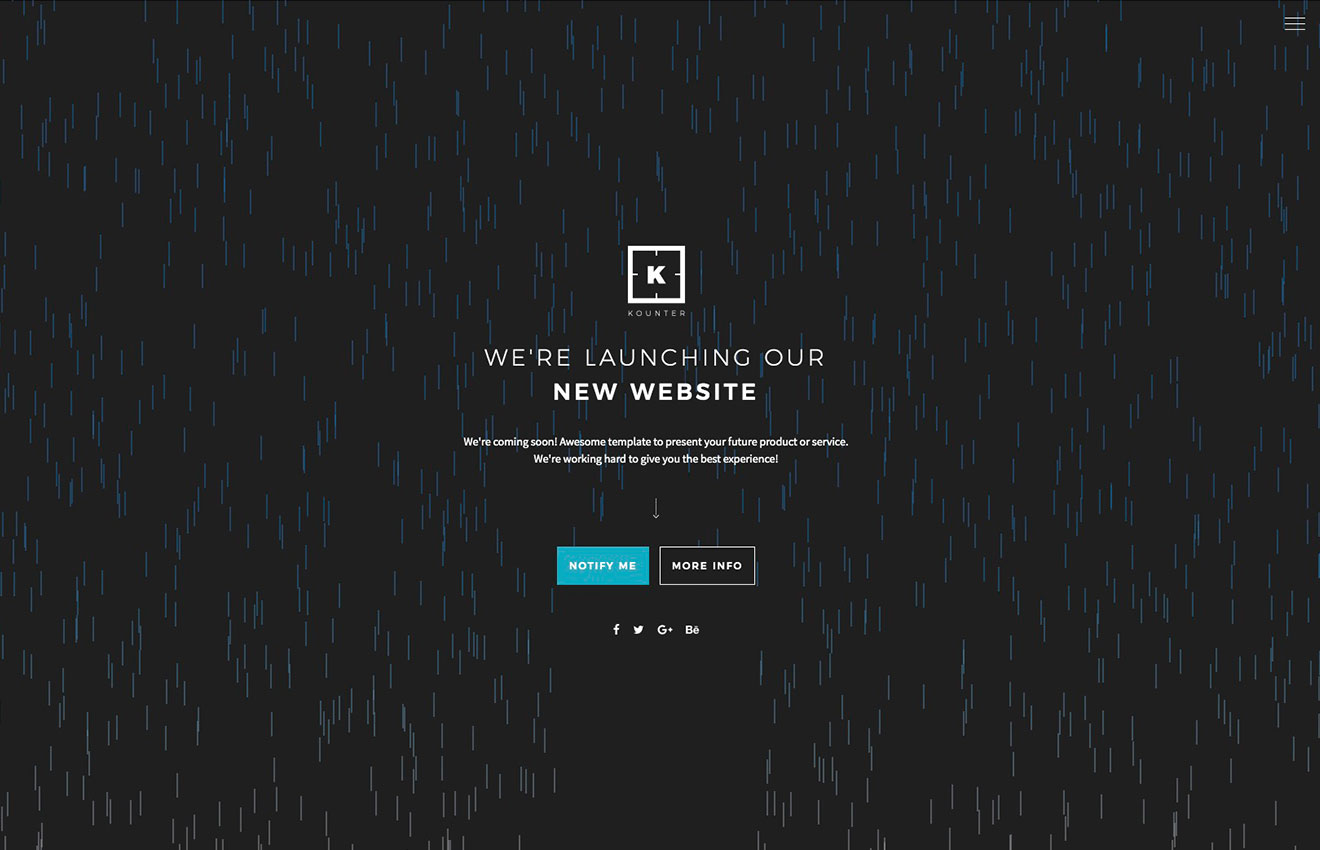 K
KOUNTER
WE'RE LAUNCHING OUR
NEW WEBSITE
We're coming soon! Awesome template to present your future product or service.
We're working hard to give you the best experience!
NOTIFY ME
MORE INFO
f G+ Bē